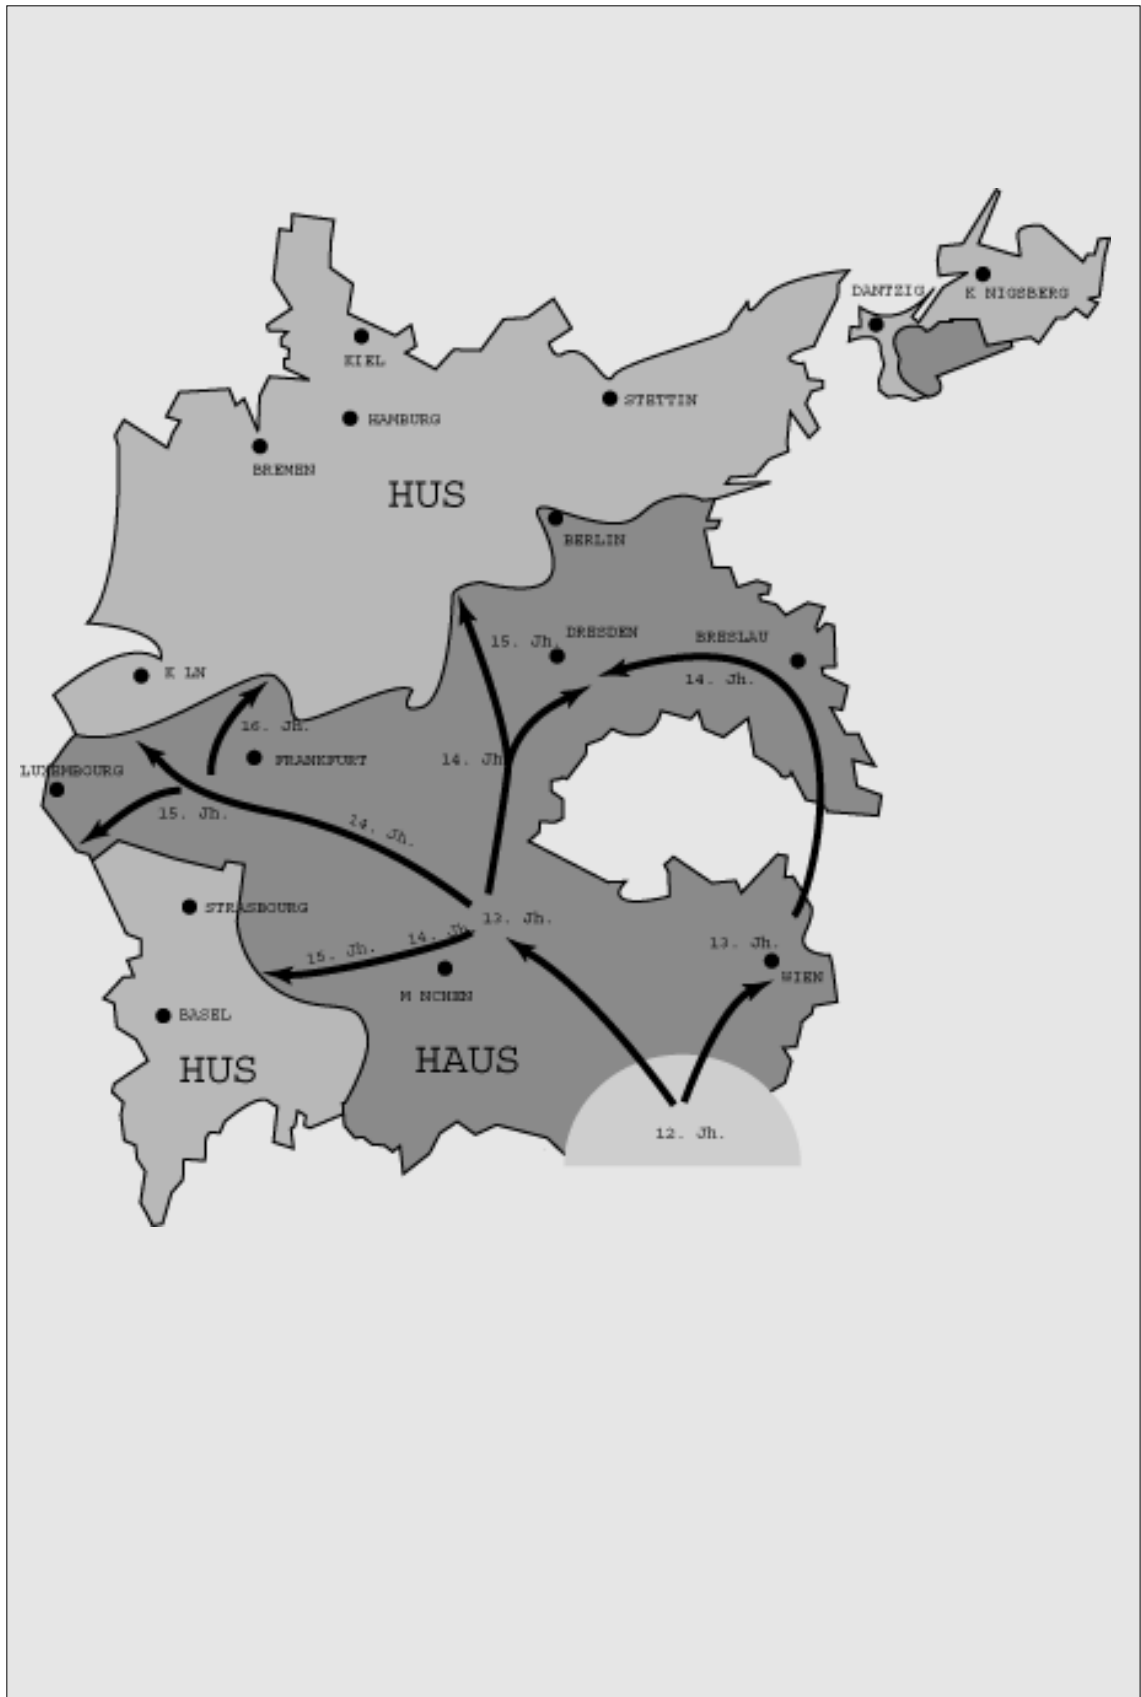 DANTZIG
K NIGSBERG
KIEL
STETTIN
HAMBURG
BREMEN
HUS
BERLIN
15. Jh.
DRESDEN
BRESLAU
K LN
14. Jh.
16. Jh.
14. Jh
FRANKFURT
LUXEMBOURG
15. Jh.
14. Jh.
STRASBOURG
13. Jh.
14. Jh
15. Jh.
13. Jh.
WIEN
M NCHEN
BASEL
HUS
HAUS
12. Jh.